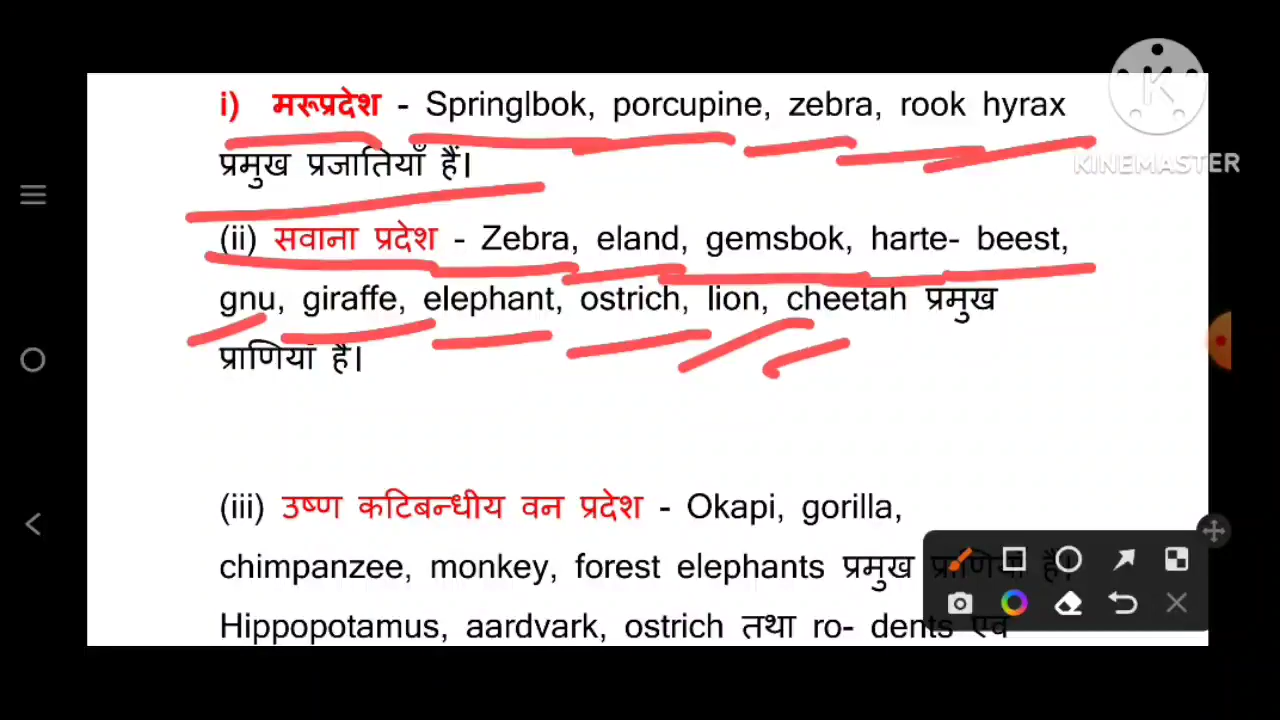 i) मरूप्रदेश - Springlbok, porcupine, zebra, rook hyrax
प्रमुख प्रजातियाँ हैं।
(ii) सवाना प्रदेश - Zebra, eland, gemsbok, harte- beest,
gnu, giraffe, elephant, ostrich, lion, cheetah प्रमुख
प्राणियां है।
(iii) उष्ण कटिबन्धीय वन प्रदेश - Okapi, gorilla,
chimpanzee, monkey, forest elephants प्रमुख प्राणियां है।
Hippopotamus, aardvark, ostrich तथा ro- dents एवं
K
KINEMASTER